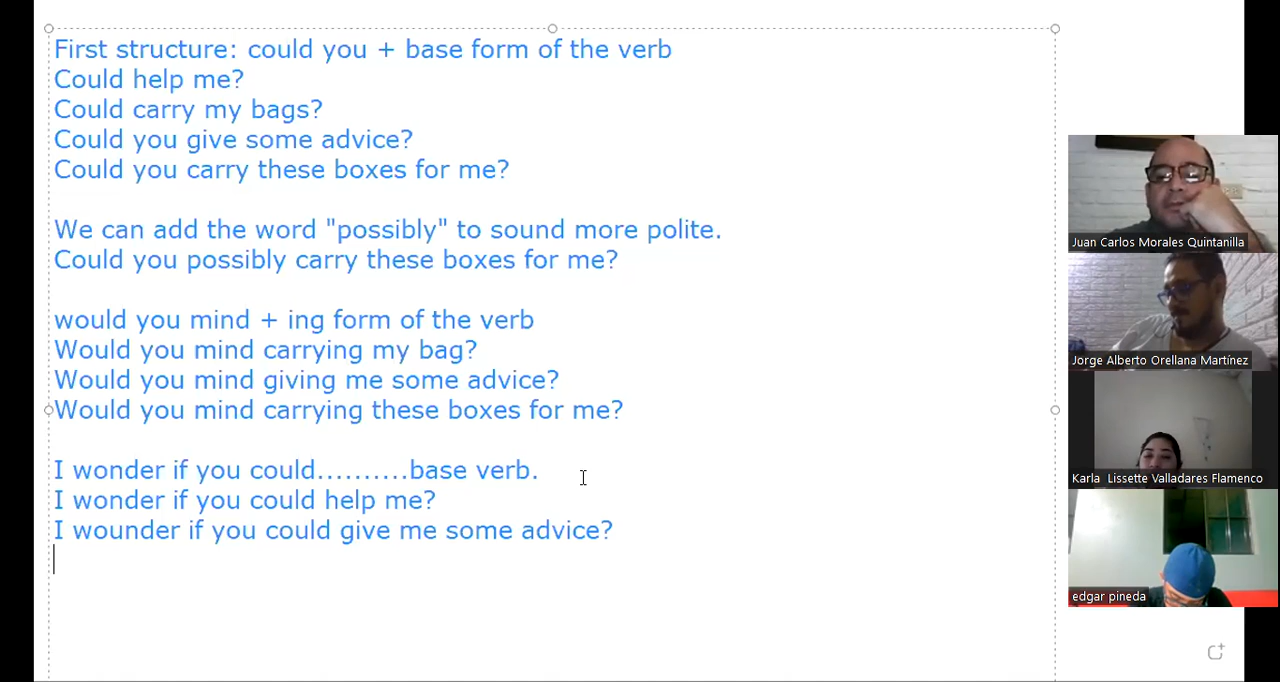 First structure: could you + base form of the verb
Could help me?
Could carry my bags?
Could you give some advice?
Could you carry these boxes for me?
We can add the word "possibly" to sound more polite.
Could you possibly carry these boxes for me?
would you mind + ing form of the verb
Would you mind carrying my bag?
Would you mind giving me some advice?
Would you mind carrying these boxes for me?
I wonder if you could..........base verb.
I wonder if you could help me?
I wounder if you could give me some advice?
Juan Carlos Morales Quintanilla
Jorge Alberto Orellana Martínez
Karla Lissette Valladares Flamenco
edgar pineda